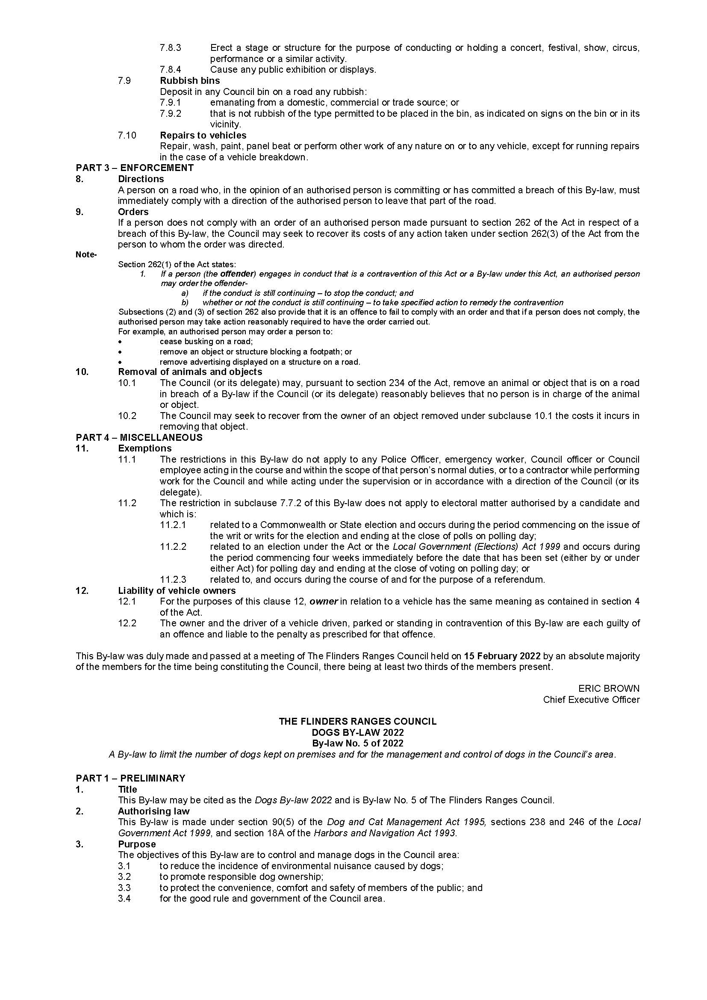 7.8.3 Erect a stage or structure for the purpose of conducting or holding a concert, festival, show, circus,
performance or a similar activity.
7.8.4 Cause any public exhibition or displays.
7.9 Rubbish bins
Deposit in any Council bin on a road any rubbish:
7.9.1 emanating from a domestic, commercial or trade source; or
7.9.2 that is not rubbish of the type permitted to be placed in the bin, as indicated on signs on the bin or in its
vicinity.
7.10 Repairs to vehicles
Repair, wash, paint, panel beat or perform other work of any nature on or to any vehicle, except for running repairs
in the case of a vehicle breakdown.
PART 3 – ENFORCEMENT
8. Directions
A person on a road who, in the opinion of an authorised person is committing or has committed a breach of this By-law, must
immediately comply with a direction of the authorised person to leave that part of the road.
9. Orders
If a person does not comply with an order of an authorised person made pursuant to section 262 of the Act in respect of a
breach of this By-law, the Council may seek to recover its costs of any action taken under section 262(3) of the Act from the
person to whom the order was directed.
Note-
Section 262(1) of the Act states:
1. If a person (the offender) engages in conduct that is a contravention of this Act or a By-law under this Act, an authorised person
may order the offender-
a) if the conduct is still continuing – to stop the conduct; and
b) whether or not the conduct is still continuing – to take specified action to remedy the contravention
Subsections (2) and (3) of section 262 also provide that it is an offence to fail to comply with an order and that if a person does not comply, the
authorised person may take action reasonably required to have the order carried out.
For example, an authorised person may order a person to:
• cease busking on a road;
• remove an object or structure blocking a footpath; or
• remove advertising displayed on a structure on a road.
10. Removal of animals and objects
10.1 The Council (or its delegate) may, pursuant to section 234 of the Act, remove an animal or object that is on a road
in breach of a By-law if the Council (or its delegate) reasonably believes that no person is in charge of the animal
or object.
10.2 The Council may seek to recover from the owner of an object removed under subclause 10.1 the costs it incurs in
removing that object.
PART 4 – MISCELLANEOUS
11. Exemptions
11.1 The restrictions in this By-law do not apply to any Police Officer, emergency worker, Council officer or Council
employee acting in the course and within the scope of that person's normal duties, or to a contractor while performing
work for the Council and while acting under the supervision or in accordance with a direction of the Council (or its
delegate).
11.2 The restriction in subclause 7.7.2 of this By-law does not apply to electoral matter authorised by a candidate and
which is:
11.2.1 related to a Commonwealth or State election and occurs during the period commencing on the issue of
the writ or writs for the election and ending at the close of polls on polling day;
11.2.2 related to an election under the Act or the Local Government (Elections) Act 1999 and occurs during
the period commencing four weeks immediately before the date that has been set (either by or under
either Act) for polling day and ending at the close of voting on polling day; or
11.2.3 related to, and occurs during the course of and for the purpose of a referendum.
12. Liability of vehicle owners
12.1 For the purposes of this clause 12, owner in relation to a vehicle has the same meaning as contained in section 4
of the Act.
12.2 The owner and the driver of a vehicle driven, parked or standing in contravention of this By-law are each guilty of
an offence and liable to the penalty as prescribed for that offence.
This By-law was duly made and passed at a meeting of The Flinders Ranges Council held on 15 February 2022 by an absolute majority
of the members for the time being constituting the Council, there being at least two thirds of the members present.
ERIC BROWN
Chief Executive Officer
THE FLINDERS RANGES COUNCIL
DOGS BY-LAW 2022
By-law No. 5 of 2022
A By-law to limit the number of dogs kept on premises and for the management and control of dogs in the Council's area.
PART 1 – PRELIMINARY
1. Title
This By-law may be cited as the Dogs By-law 2022 and is By-law No. 5 of The Flinders Ranges Council.
2. Authorising law
This By-law is made under section 90(5) of the Dog and Cat Management Act 1995, sections 238 and 246 of the Local
Government Act 1999, and section 18A of the Harbors and Navigation Act 1993.
3. Purpose
The objectives of this By-law are to control and manage dogs in the Council area:
3.1 to reduce the incidence of environmental nuisance caused by dogs;
3.2 to promote responsible dog ownership;
3.3 to protect the convenience, comfort and safety of members of the public; and
3.4 for the good rule and government of the Council area.